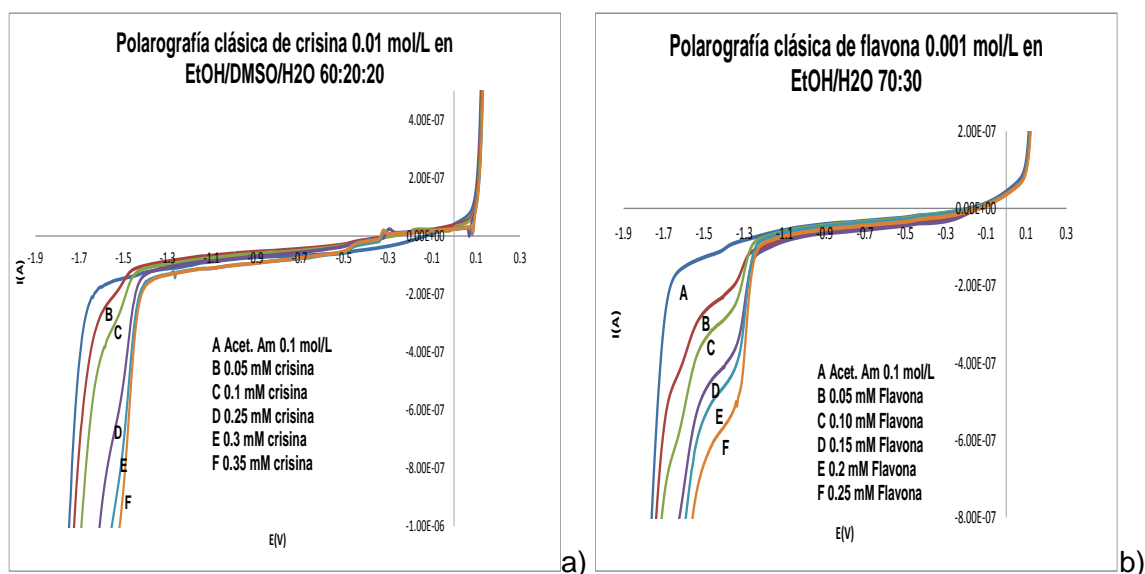 Polarografía clásica de crisina 0.01 mol/L en
EtOH/DMSO/H2O 60:20:20
4.00E-07
2.00E-07
0.00E+00
-1.9 -1.7 -1.5 -1.3 -1.1 -0.9 -0.7 -0.5 -0.3 -0.1 0.1 0.3
-2.00E-07
-4.00E-07
-6.00E-07
-8.00E-07
-1.00E-06
I(A)
E(V)
B
C
D
E
F
A Acet. Am 0.1 mol/L
B 0.05 mM crisina
C 0.1 mM crisina
D 0.25 mM crisina
E 0.3 mM crisina
F 0.35 mM crisina
a)
Polarografía clásica de flavona 0.001 mol/L en
EtOH/H2O 70:30
2.00E-07
0.00E+00
-1.9 -1.7 -1.5 -1.3 -1.1 -0.9 -0.7 -0.5 -0.3 -0.1 0.1 0.3
-2.00E-07
-4.00E-07
-6.00E-07
-8.00E-07
I(A)
E(V)
A
B
C
D
E
F
A Acet. Am 0.1 mol/L
B 0.05 mM Flavona
C 0.10 mM Flavona
D 0.15 mM Flavona
E 0.2 mM Flavona
F 0.25 mM Flavona
b)